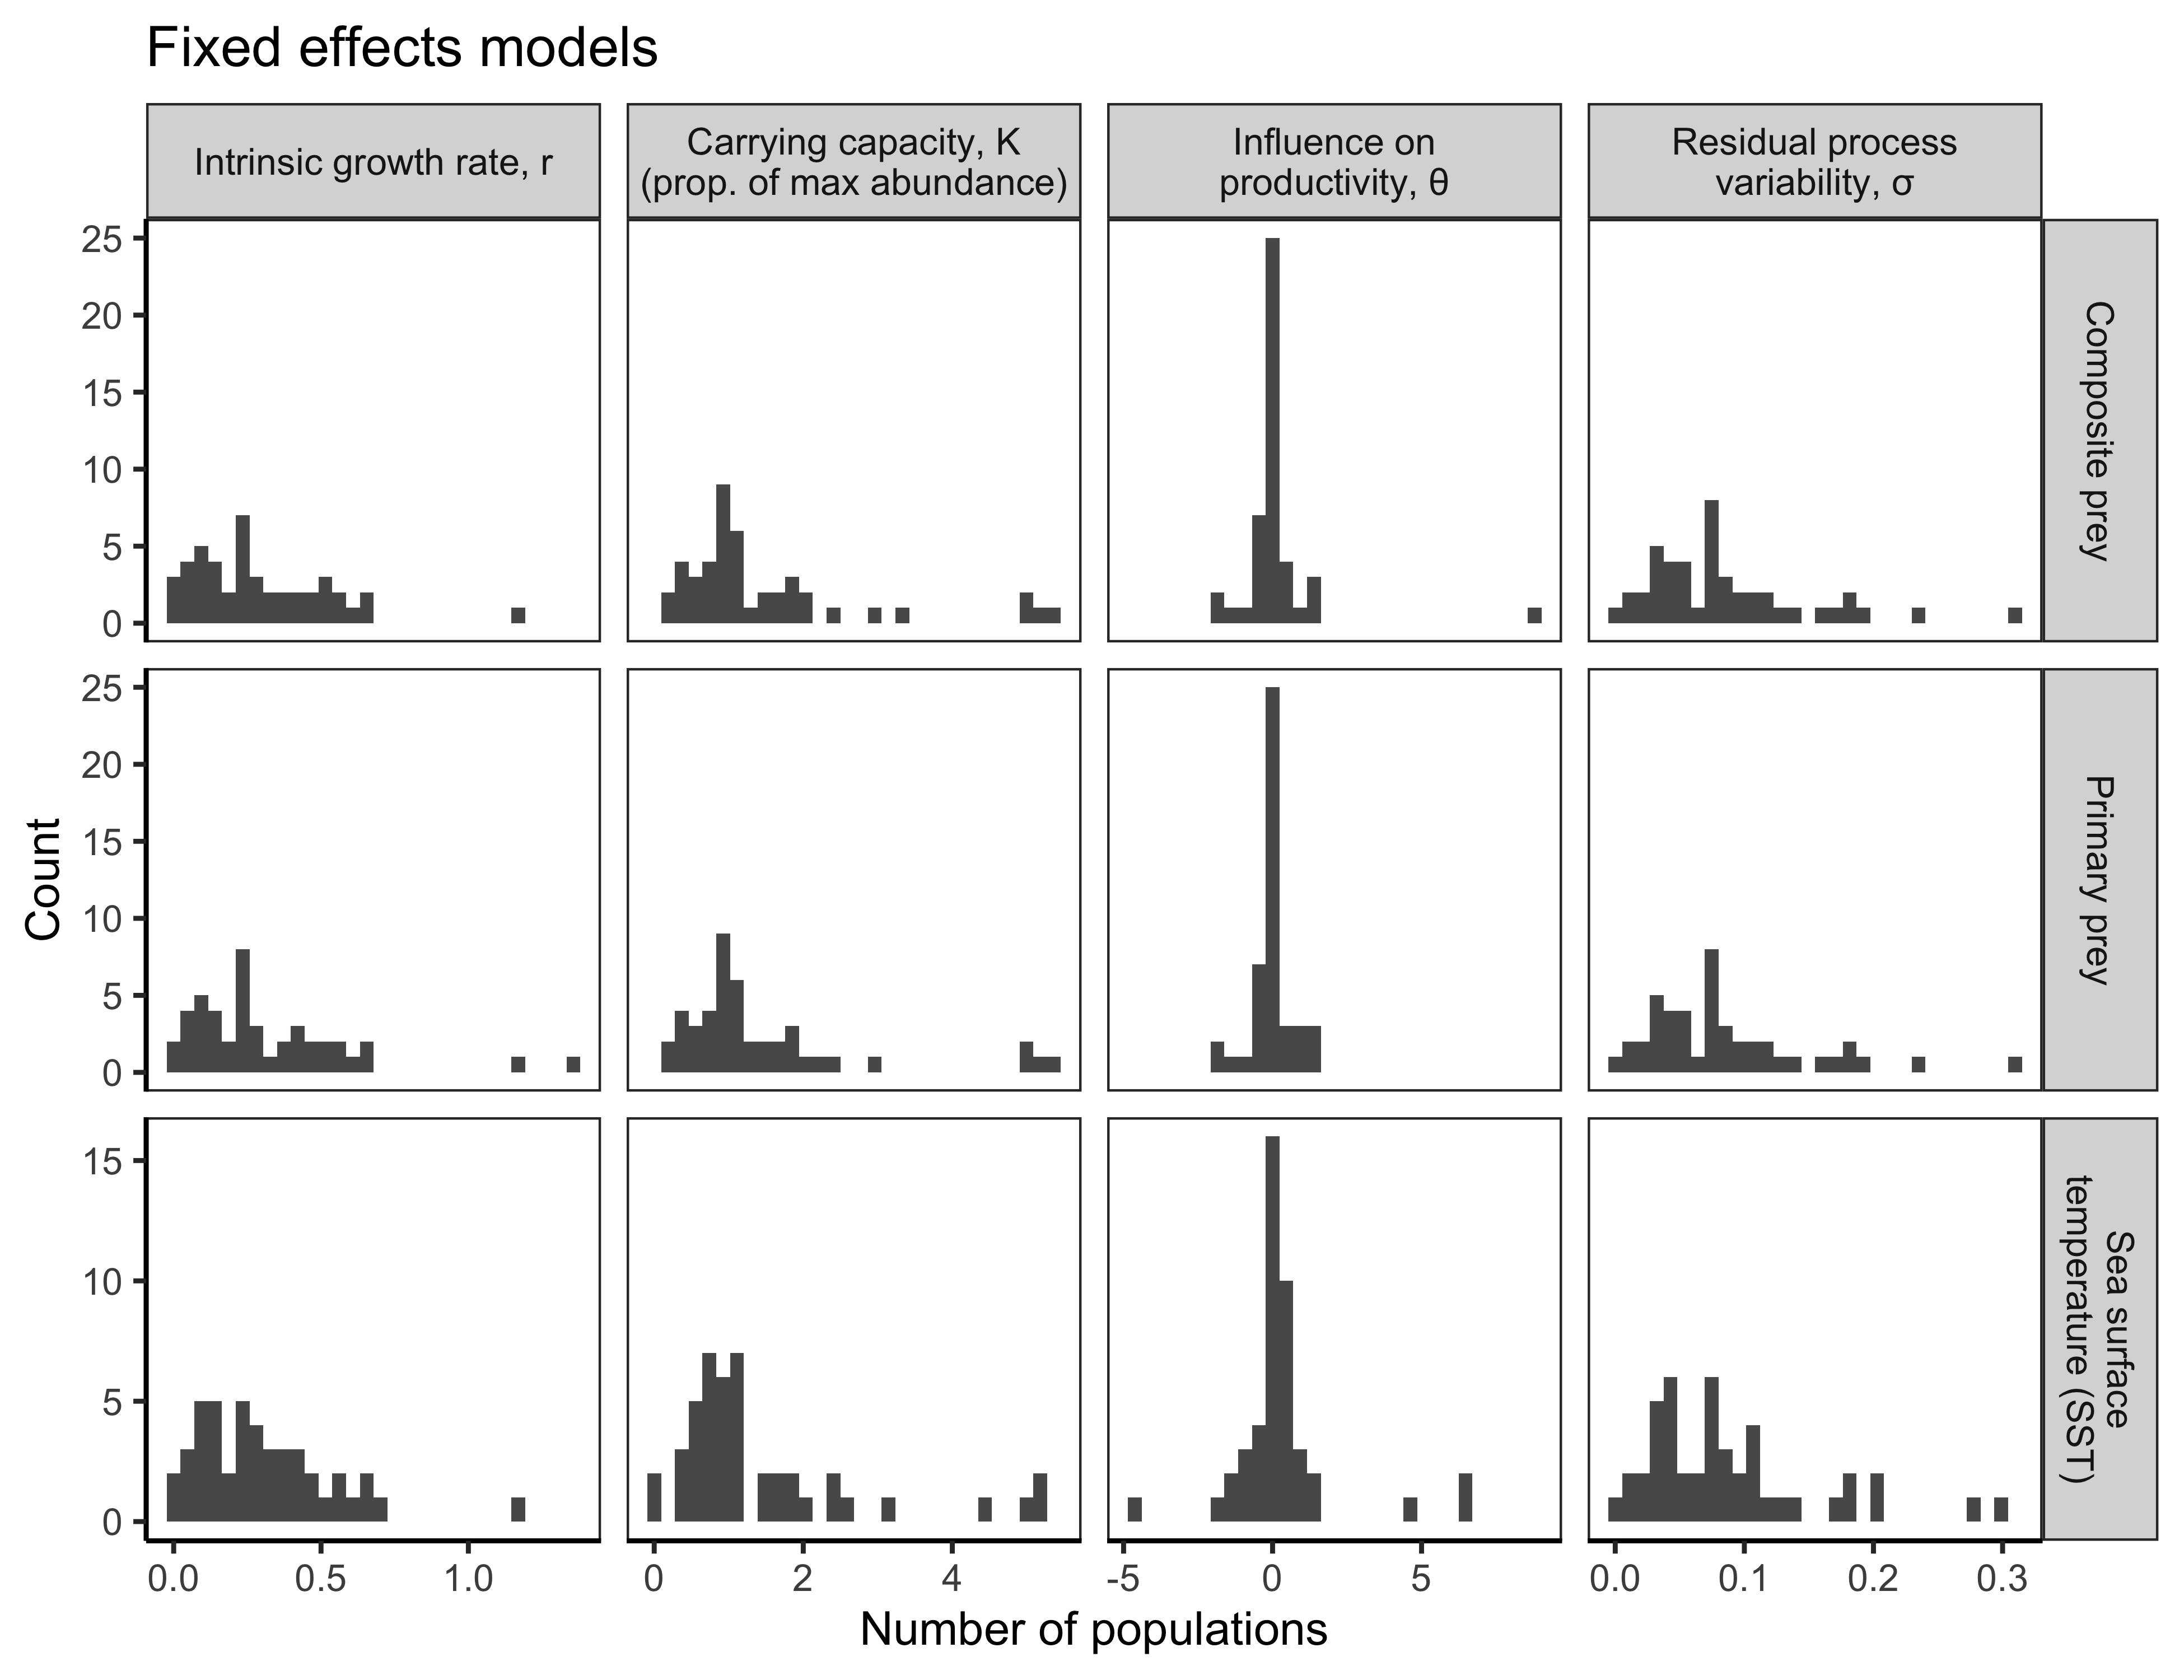 Fixed effects models
Intrinsic growth rate, r
Carrying capacity, K
(prop. of max abundance)
Influence on
productivity, θ
Residual process
variability, σ
25
20
15
10
5
0
Composite prey
25
20
15
10
5
0
Primary prey
Count
15
10
5
0
Sea surface
temperature (SST)
0.0 0.5 1.0
0 2 4
-5 0 5
0.0 0.1 0.2 0.3
Number of populations